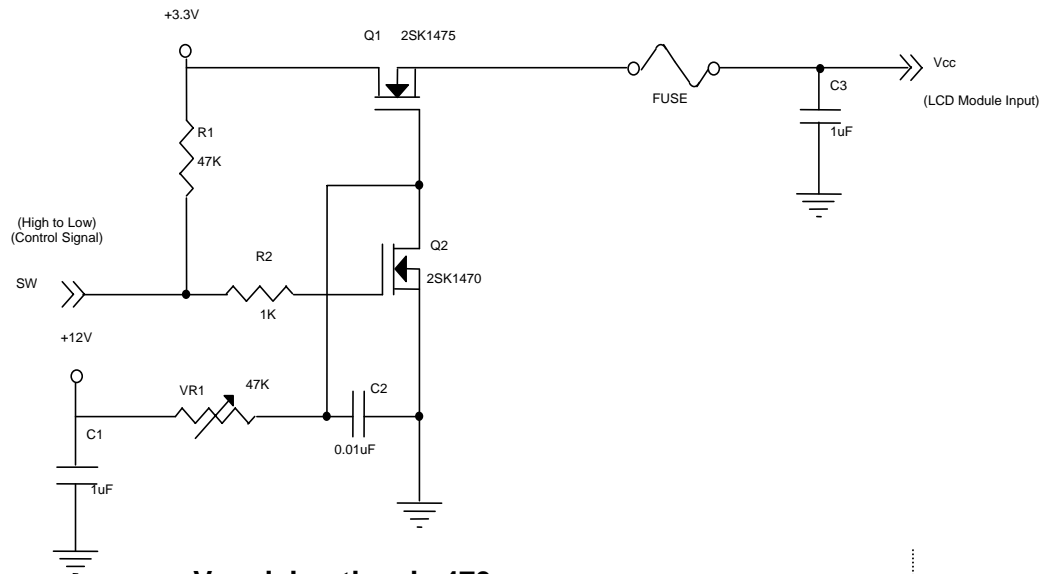 +3.3V
Q1 2SK1475
Vcc
FUSE
C3
(LCD Module Input)
1uF
R1
47K
(High to Low)
(Control Signal)
SW
R2
1K
Q2
2SK1470
+12V
VR1 47K
C2
C1
0.01uF
1uF